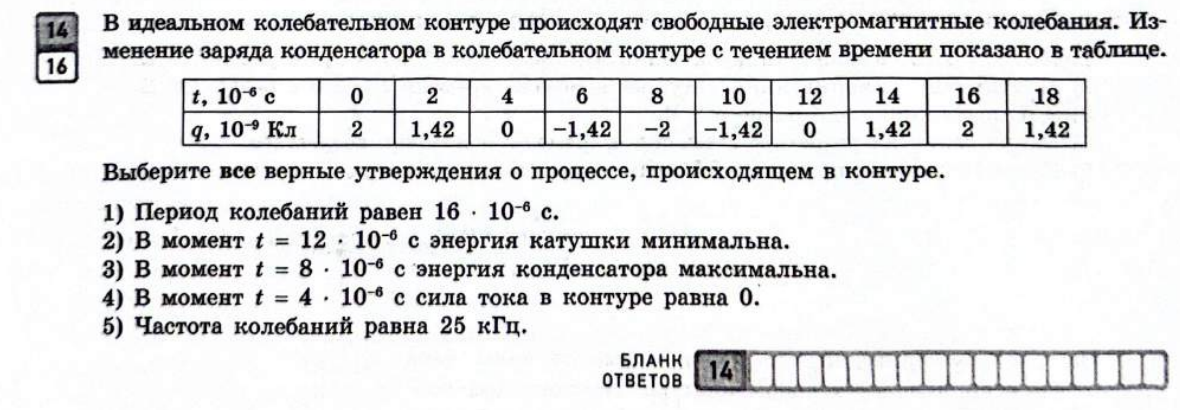 14
16
В идеальном колебательном контуре происходят свободные электромагнитные колебания. Из-
менение заряда конденсатора в колебательном контуре с течением времени показано в таблице.
t, 10⁻⁶ с 0 2 4 6 8 10 12 14 16 18
q, 10⁻⁹ Кл 2 1,42 0 −1,42 −2 −1,42 0 1,42 2 1,42
Выберите все верные утверждения о процессе, происходящем в контуре.
1) Период колебаний равен 16 · 10⁻⁶ с.
2) В момент t = 12 · 10⁻⁶ с энергия катушки минимальна.
3) В момент t = 8 · 10⁻⁶ с энергия конденсатора максимальна.
4) В момент t = 4 · 10⁻⁶ с сила тока в контуре равна 0.
5) Частота колебаний равна 25 кГц.
БЛАНК
ОТВЕТОВ 14